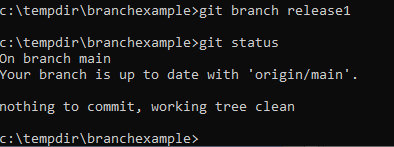 c:\tempdir\branchexample>git branch release1
c:\tempdir\branchexample>git status
On branch main
Your branch is up to date with 'origin/main'.
nothing to commit, working tree clean
c:\tempdir\branchexample>